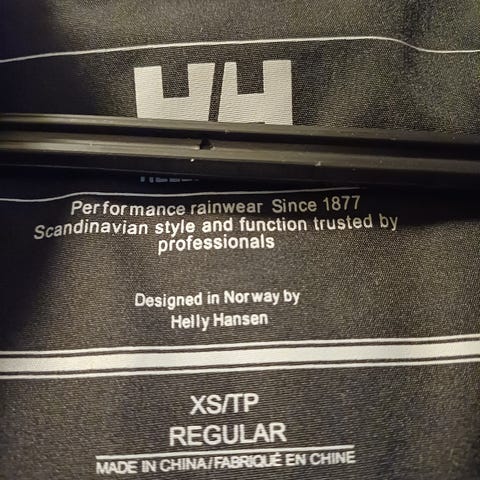 HH
Performance rainwear Since 1877
Scandinavian style and function trusted by
professionals
Designed in Norway by
Helly Hansen
XS/TP
REGULAR
MADE IN CHINA/FABRIQUÉ EN CHINE